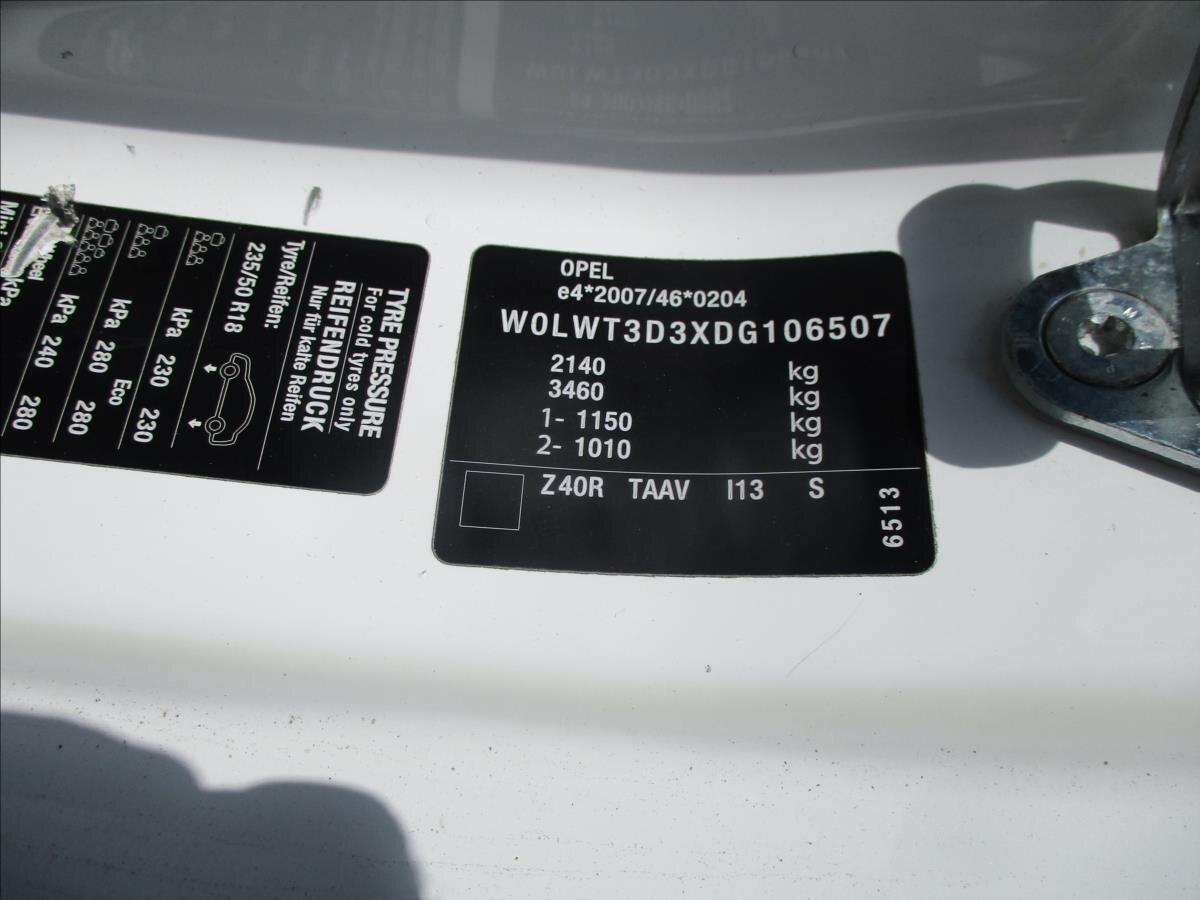 OPEL
e4*2007/46*0204
W0LWT3D3XDG106507
2140 kg
3460 kg
1- 1150 kg
2- 1010 kg
Z40R TAAV I13 S
6513
TYRE PRESSURE
For cold tyres only
REIFENDRUCK
Nur für kalte Reifen
Tyre/Reifen:
235/50 R18
kPa 230 230
Eco
kPa 280 280
kPa 240 280
kPa